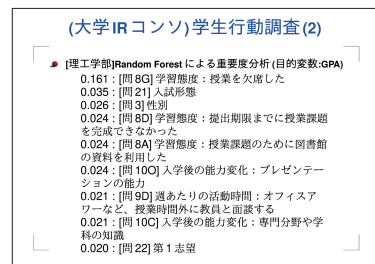 (大学IRコンソ)学生行動調査(2)
[理工学部]Random Forest による重要度分析 (目的変数:GPA)
0.161 : [問 8G] 学習態度：授業を欠席した
0.035 : [問 21] 入試形態
0.026 : [問 3] 性別
0.024 : [問 8D] 学習態度：提出期限までに授業課題
を完成できなかった
0.024 : [問 8A] 学習態度：授業課題のために図書館
の資料を利用した
0.024 : [問 10O] 入学後の能力変化：プレゼンテー
ションの能力
0.021 : [問 9D] 週あたりの活動時間：オフィスア
ワーなど、授業時間外に教員と面談する
0.021 : [問 10C] 入学後の能力変化：専門分野や学
科の知識
0.020 : [問 22] 第 1 志望